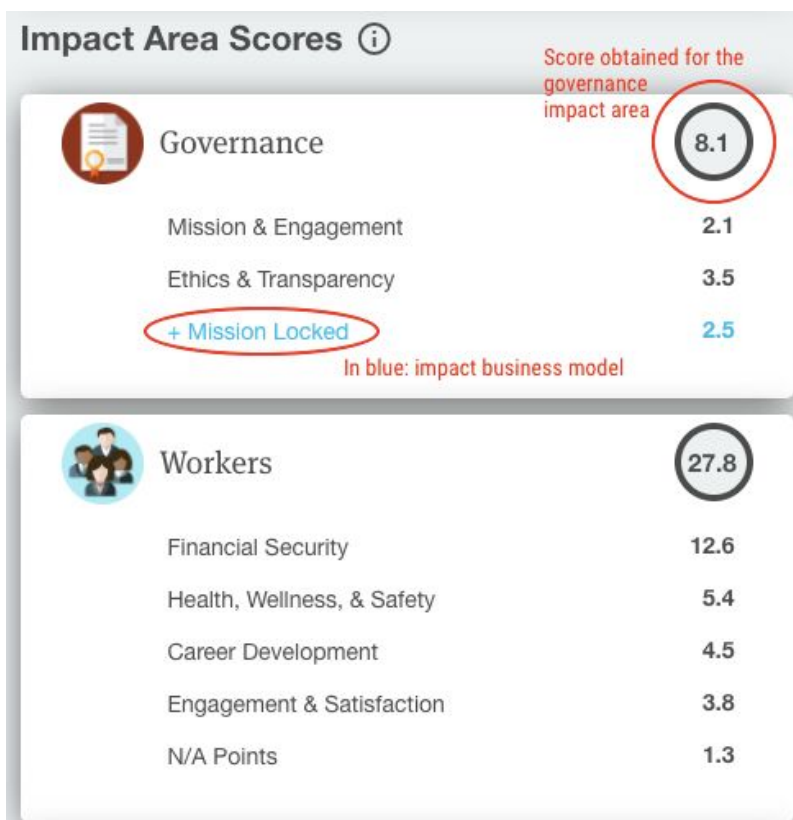 Impact Area Scores ⓘ
Score obtained for the
governance
impact area
Governance 8.1
Mission & Engagement 2.1
Ethics & Transparency 3.5
+ Mission Locked 2.5
In blue: impact business model
Workers 27.8
Financial Security 12.6
Health, Wellness, & Safety 5.4
Career Development 4.5
Engagement & Satisfaction 3.8
N/A Points 1.3